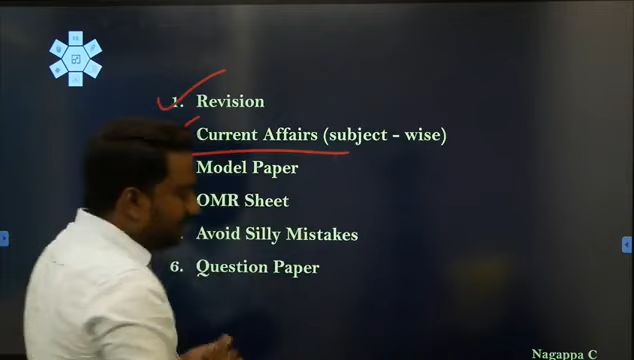 1. Revision
Current Affairs (subject - wise)
Model Paper
OMR Sheet
Avoid Silly Mistakes
6. Question Paper
Nagappa C